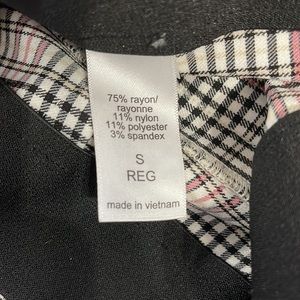 75% rayon/
rayonne
11% nylon
11% polyester
3% spandex
S
REG
made in vietnam